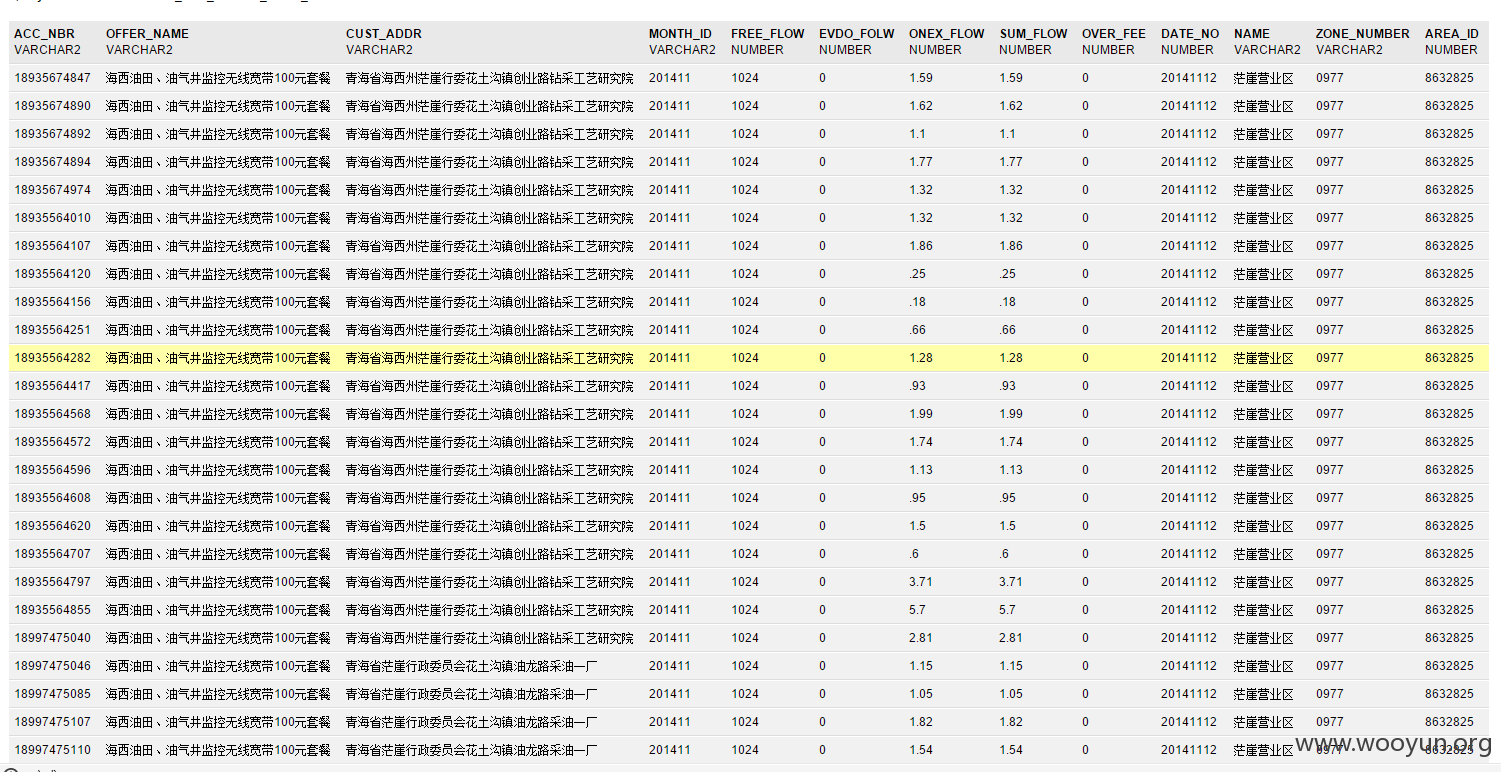 ACC_NBR OFFER_NAME CUST_ADDR MONTH_ID FREE_FLOW EVDO_FOLW ONEX_FLOW SUM_FLOW OVER_FEE DATE_NO NAME ZONE_NUMBER AREA_ID
VARCHAR2 VARCHAR2 VARCHAR2 VARCHAR2 NUMBER NUMBER NUMBER NUMBER NUMBER NUMBER VARCHAR2 VARCHAR2 NUMBER
18935674847 海西油田、油气井监控无线宽带100元套餐 青海省海西州茫崖行委花土沟镇创业路钻采工艺研究院 201411 1024 0 1.59 1.59 0 20141112 茫崖营业区 0977 8632825
18935674890 海西油田、油气井监控无线宽带100元套餐 青海省海西州茫崖行委花土沟镇创业路钻采工艺研究院 201411 1024 0 1.62 1.62 0 20141112 茫崖营业区 0977 8632825
18935674892 海西油田、油气井监控无线宽带100元套餐 青海省海西州茫崖行委花土沟镇创业路钻采工艺研究院 201411 1024 0 1.1 1.1 0 20141112 茫崖营业区 0977 8632825
18935674894 海西油田、油气井监控无线宽带100元套餐 青海省海西州茫崖行委花土沟镇创业路钻采工艺研究院 201411 1024 0 1.77 1.77 0 20141112 茫崖营业区 0977 8632825
18935674974 海西油田、油气井监控无线宽带100元套餐 青海省海西州茫崖行委花土沟镇创业路钻采工艺研究院 201411 1024 0 1.32 1.32 0 20141112 茫崖营业区 0977 8632825
18935564010 海西油田、油气井监控无线宽带100元套餐 青海省海西州茫崖行委花土沟镇创业路钻采工艺研究院 201411 1024 0 1.32 1.32 0 20141112 茫崖营业区 0977 8632825
18935564107 海西油田、油气井监控无线宽带100元套餐 青海省海西州茫崖行委花土沟镇创业路钻采工艺研究院 201411 1024 0 1.86 1.86 0 20141112 茫崖营业区 0977 8632825
18935564120 海西油田、油气井监控无线宽带100元套餐 青海省海西州茫崖行委花土沟镇创业路钻采工艺研究院 201411 1024 0 .25 .25 0 20141112 茫崖营业区 0977 8632825
18935564156 海西油田、油气井监控无线宽带100元套餐 青海省海西州茫崖行委花土沟镇创业路钻采工艺研究院 201411 1024 0 .18 .18 0 20141112 茫崖营业区 0977 8632825
18935564251 海西油田、油气井监控无线宽带100元套餐 青海省海西州茫崖行委花土沟镇创业路钻采工艺研究院 201411 1024 0 .66 .66 0 20141112 茫崖营业区 0977 8632825
18935564282 海西油田、油气井监控无线宽带100元套餐 青海省海西州茫崖行委花土沟镇创业路钻采工艺研究院 201411 1024 0 1.28 1.28 0 20141112 茫崖营业区 0977 8632825
18935564417 海西油田、油气井监控无线宽带100元套餐 青海省海西州茫崖行委花土沟镇创业路钻采工艺研究院 201411 1024 0 .93 .93 0 20141112 茫崖营业区 0977 8632825
18935564568 海西油田、油气井监控无线宽带100元套餐 青海省海西州茫崖行委花土沟镇创业路钻采工艺研究院 201411 1024 0 1.99 1.99 0 20141112 茫崖营业区 0977 8632825
18935564572 海西油田、油气井监控无线宽带100元套餐 青海省海西州茫崖行委花土沟镇创业路钻采工艺研究院 201411 1024 0 1.74 1.74 0 20141112 茫崖营业区 0977 8632825
18935564596 海西油田、油气井监控无线宽带100元套餐 青海省海西州茫崖行委花土沟镇创业路钻采工艺研究院 201411 1024 0 1.13 1.13 0 20141112 茫崖营业区 0977 8632825
18935564608 海西油田、油气井监控无线宽带100元套餐 青海省海西州茫崖行委花土沟镇创业路钻采工艺研究院 201411 1024 0 .95 .95 0 20141112 茫崖营业区 0977 8632825
18935564620 海西油田、油气井监控无线宽带100元套餐 青海省海西州茫崖行委花土沟镇创业路钻采工艺研究院 201411 1024 0 1.5 1.5 0 20141112 茫崖营业区 0977 8632825
18935564707 海西油田、油气井监控无线宽带100元套餐 青海省海西州茫崖行委花土沟镇创业路钻采工艺研究院 201411 1024 0 .6 .6 0 20141112 茫崖营业区 0977 8632825
18935564797 海西油田、油气井监控无线宽带100元套餐 青海省海西州茫崖行委花土沟镇创业路钻采工艺研究院 201411 1024 0 3.71 3.71 0 20141112 茫崖营业区 0977 8632825
18935564855 海西油田、油气井监控无线宽带100元套餐 青海省海西州茫崖行委花土沟镇创业路钻采工艺研究院 201411 1024 0 5.7 5.7 0 20141112 茫崖营业区 0977 8632825
18997475040 海西油田、油气井监控无线宽带100元套餐 青海省海西州茫崖行委花土沟镇创业路钻采工艺研究院 201411 1024 0 2.81 2.81 0 20141112 茫崖营业区 0977 8632825
18997475046 海西油田、油气井监控无线宽带100元套餐 青海省茫崖行政委员会花土沟镇油龙路采油一厂 201411 1024 0 1.15 1.15 0 20141112 茫崖营业区 0977 8632825
18997475085 海西油田、油气井监控无线宽带100元套餐 青海省茫崖行政委员会花土沟镇油龙路采油一厂 201411 1024 0 1.05 1.05 0 20141112 茫崖营业区 0977 8632825
18997475107 海西油田、油气井监控无线宽带100元套餐 青海省茫崖行政委员会花土沟镇油龙路采油一厂 201411 1024 0 1.82 1.82 0 20141112 茫崖营业区 0977 8632825
18997475110 海西油田、油气井监控无线宽带100元套餐 青海省茫崖行政委员会花土沟镇油龙路采油一厂 201411 1024 0 1.54 1.54 0 20141112 茫崖营业区 0977 8632825
www.wooyun.org